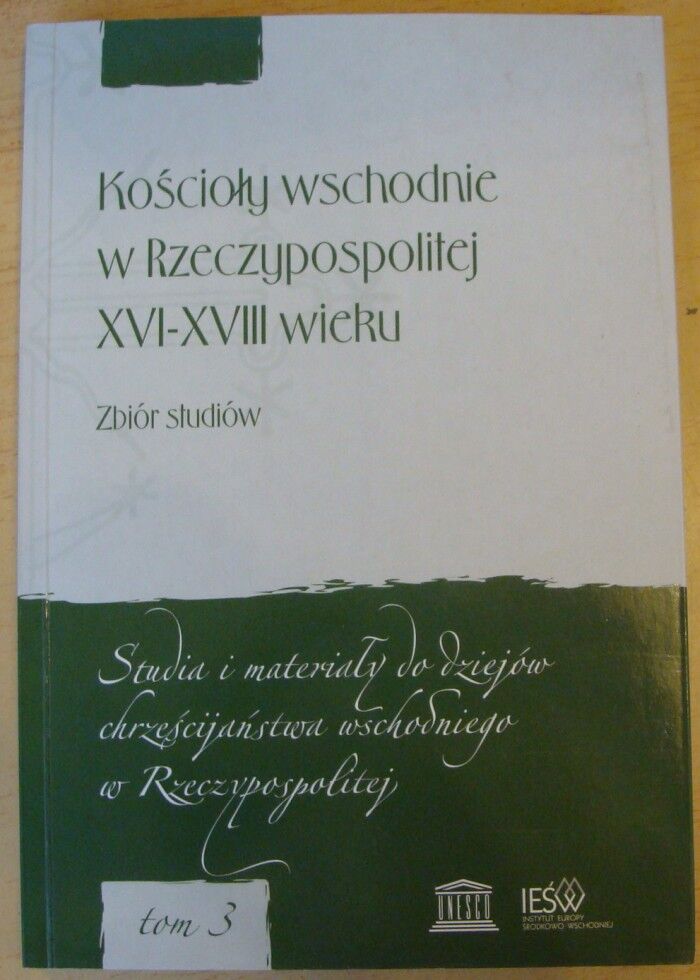 Kościoły wschodnie
w Rzeczypospolitej
XVI-XVIII wieku
Zbiór studiów
Studia i materiały do dziejów
chrześcijaństwa wschodniego
w Rzeczypospolitej
tom 3
UNESCO
IEŚW
INSTYTUT EUROPY
ŚRODKOWO-WSCHODNIEJ